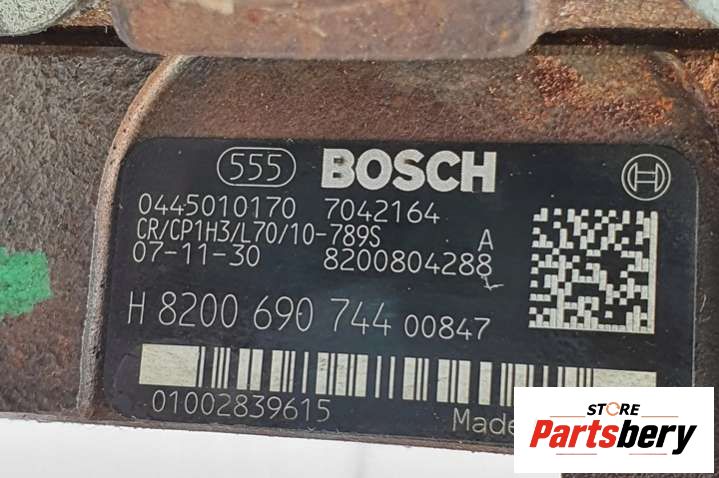 555 BOSCH
0445010170 7042164
CR/CP1H3/L70/10-789S A
07-11-30 8200804288
H 8200 690 744 00847
01002839615 Made
STORE
Partsbery